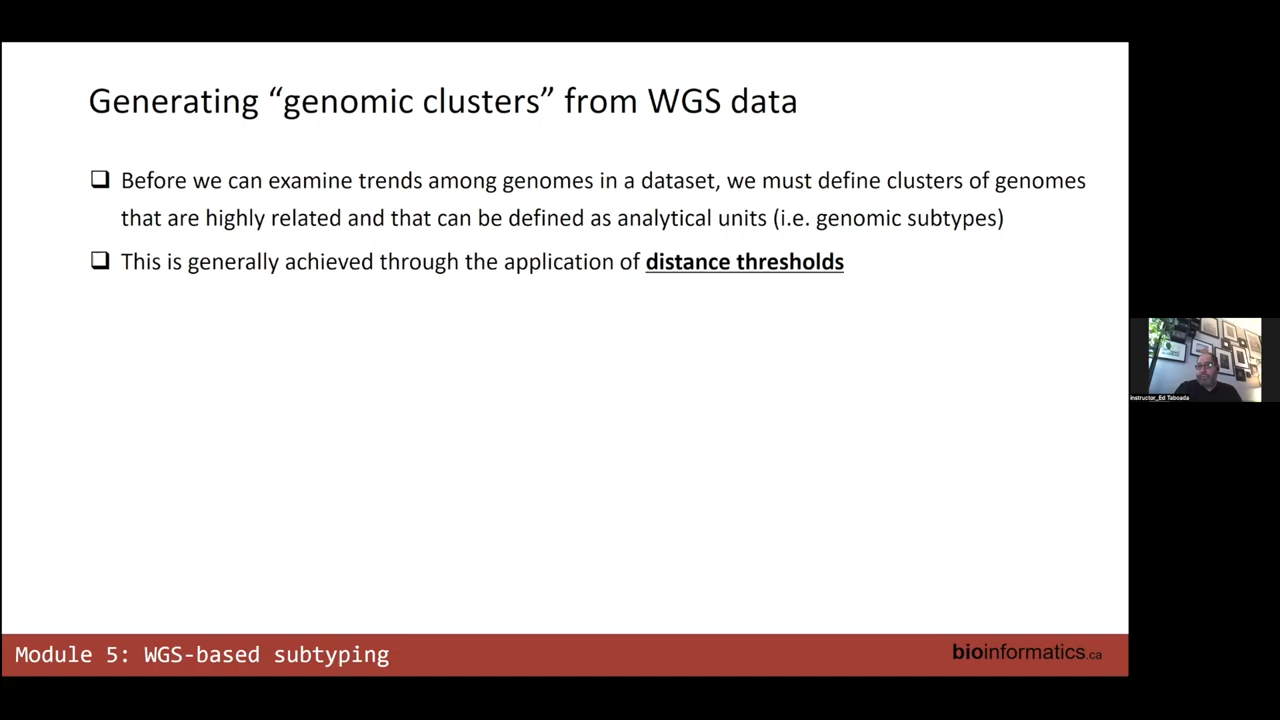 Generating “genomic clusters” from WGS data
❑ Before we can examine trends among genomes in a dataset, we must define clusters of genomes
that are highly related and that can be defined as analytical units (i.e. genomic subtypes)
❑ This is generally achieved through the application of distance thresholds
instructor_Ed Taboada
Module 5: WGS-based subtyping
bioinformatics.ca